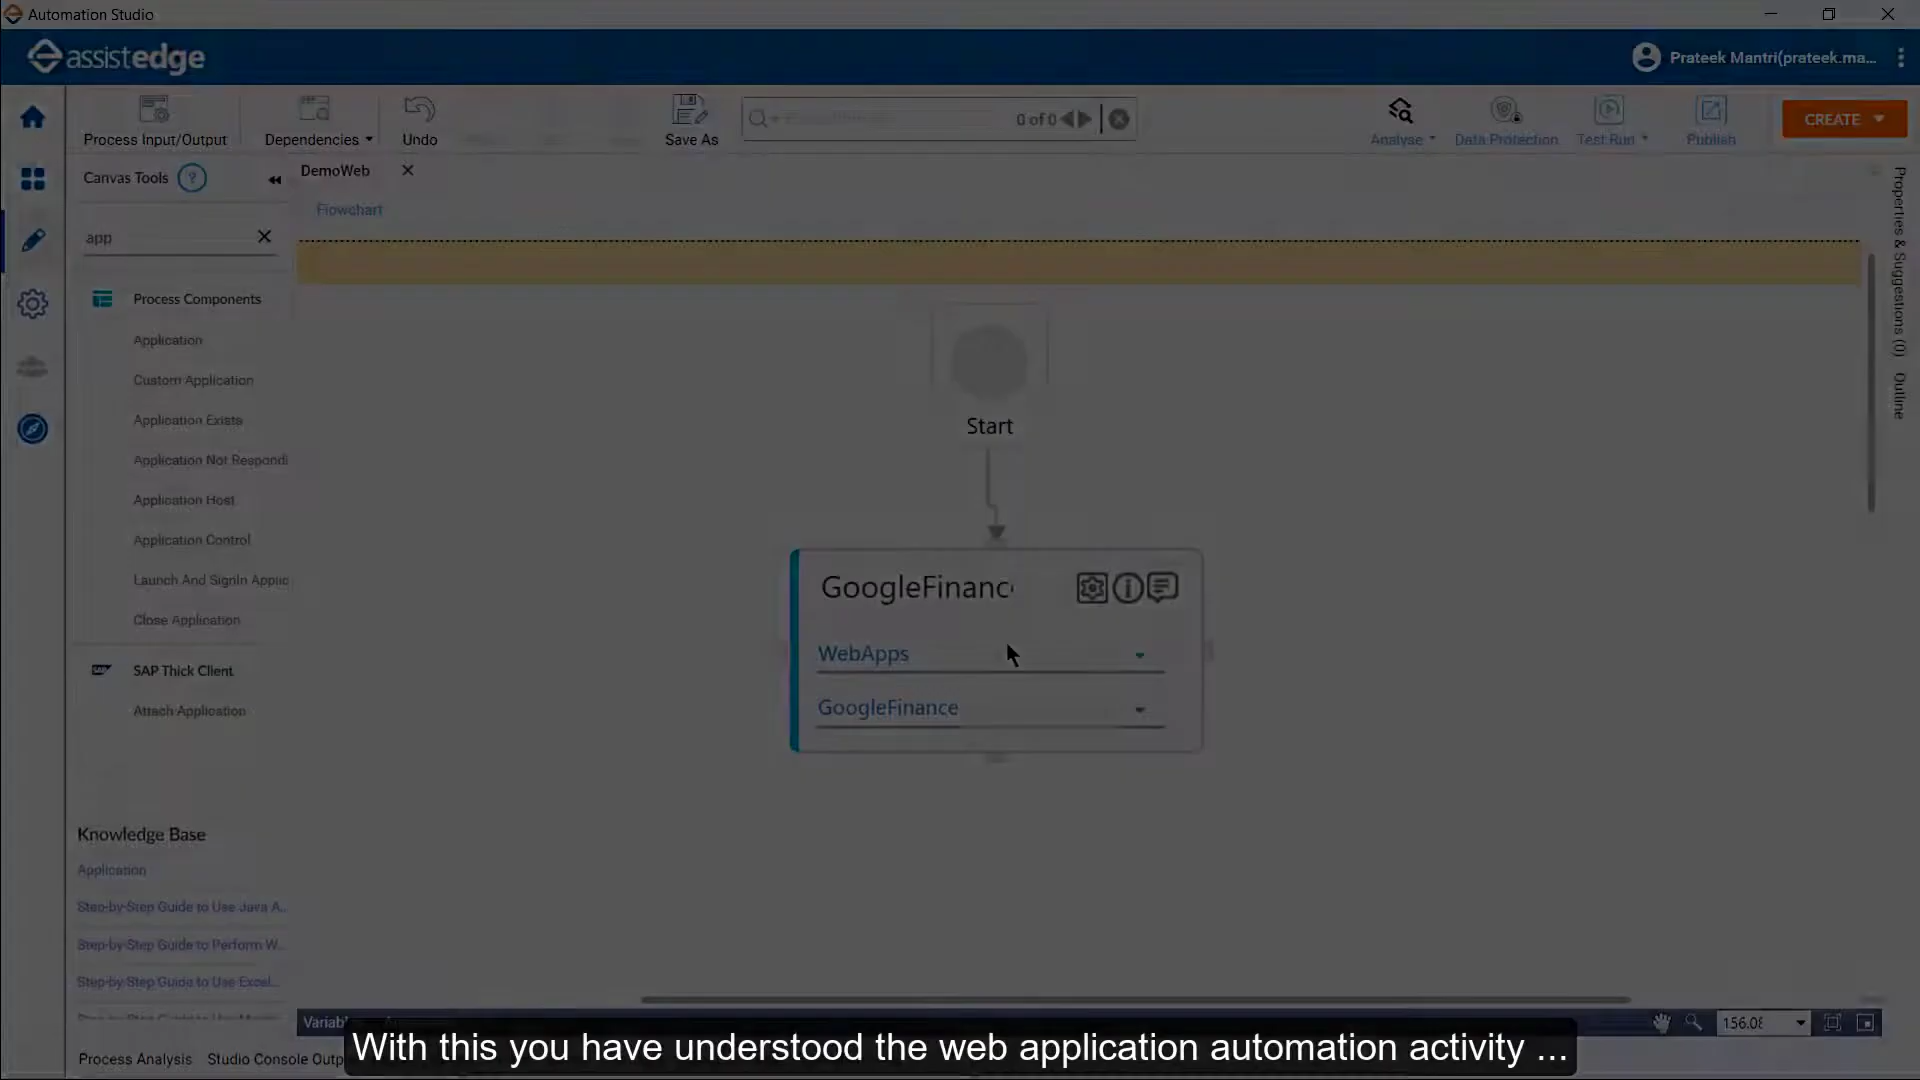 Automation Studio
assistedge
Prateek Mantri(prateek.ma...
Process Input/Output
Dependencies
Undo
Save As
0 of 0
Analyse
Data Protection
Test Run
Publish
CREATE
Canvas Tools
?
DemoWeb
Flowchart
app
Process Components
Application
Custom Application
Application Exists
Application Not Respondi
Application Host
Application Control
Launch And SignIn Applic
Close Application
SAP Thick Client
Attach Application
Start
GoogleFinanc
WebApps
GoogleFinance
Properties & Suggestions (0)
Outline
Knowledge Base
Application
Step-by-Step Guide to Use Java A..
Step-by-Step Guide to Perform W..
Step-by-Step Guide to Use Excel..
156.08
Process Analysis
Studio Console Outp
With this you have understood the web application automation activity ...